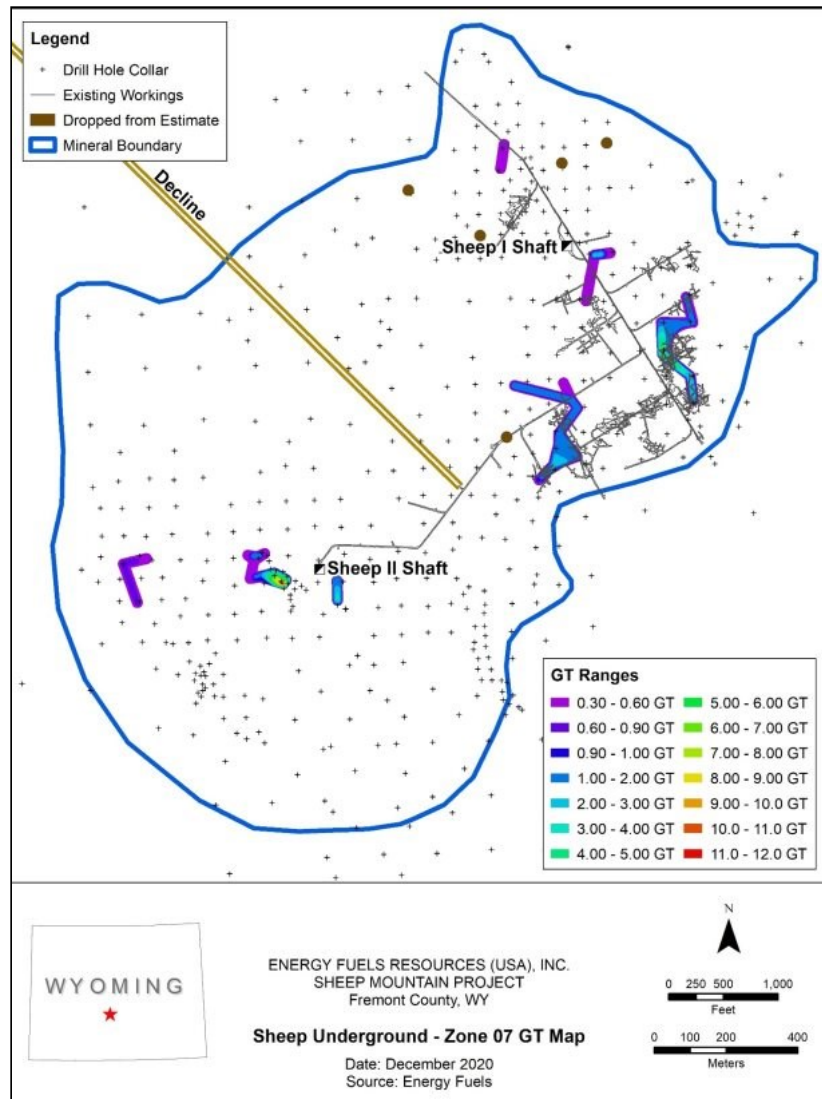 Legend
Drill Hole Collar
Existing Workings
Dropped from Estimate
Mineral Boundary
Decline
Sheep I Shaft
Sheep II Shaft
GT Ranges
0.30 - 0.60 GT
0.60 - 0.90 GT
0.90 - 1.00 GT
1.00 - 2.00 GT
2.00 - 3.00 GT
3.00 - 4.00 GT
4.00 - 5.00 GT
5.00 - 6.00 GT
6.00 - 7.00 GT
7.00 - 8.00 GT
8.00 - 9.00 GT
9.00 - 10.0 GT
10.0 - 11.0 GT
11.0 - 12.0 GT
WYOMING
ENERGY FUELS RESOURCES (USA), INC.
SHEEP MOUNTAIN PROJECT
Fremont County, WY
Sheep Underground - Zone 07 GT Map
Date: December 2020
Source: Energy Fuels
N
0 250 500 1,000
Feet
0 100 200 400
Meters